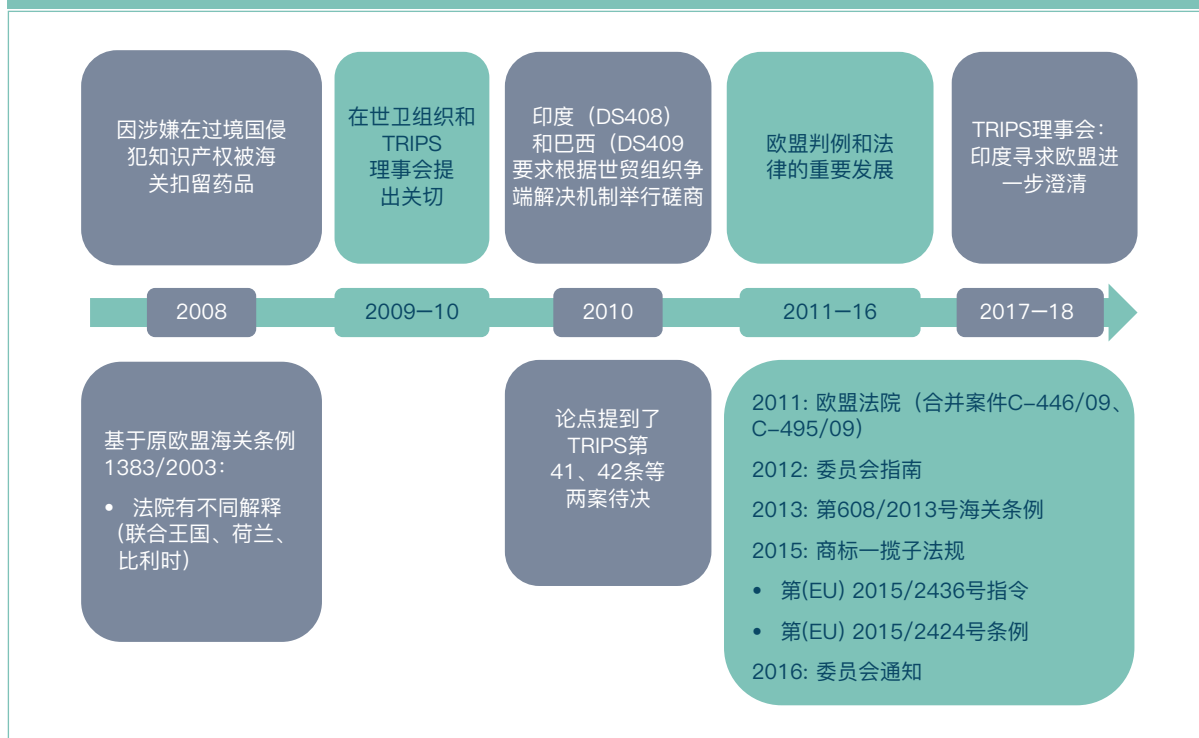 因涉嫌在过境国侵
犯知识产权被海
关扣留药品
在世卫组织和
TRIPS
理事会提
出关切
印度（DS408）
和巴西（DS409
要求根据世贸组织争
端解决机制举行磋商
欧盟判例和法
律的重要发展
TRIPS理事会：
印度寻求欧盟进
一步澄清
2008
2009–10
2010
2011–16
2017–18
基于原欧盟海关条例
1383/2003：
• 法院有不同解释
（联合王国、荷兰、
比利时）
论点提到了
TRIPS第
41、42条等
两案待决
2011: 欧盟法院（合并案件C–446/09、
C–495/09）
2012: 委员会指南
2013: 第608/2013号海关条例
2015: 商标一揽子法规
• 第(EU) 2015/2436号指令
• 第(EU) 2015/2424号条例
2016: 委员会通知